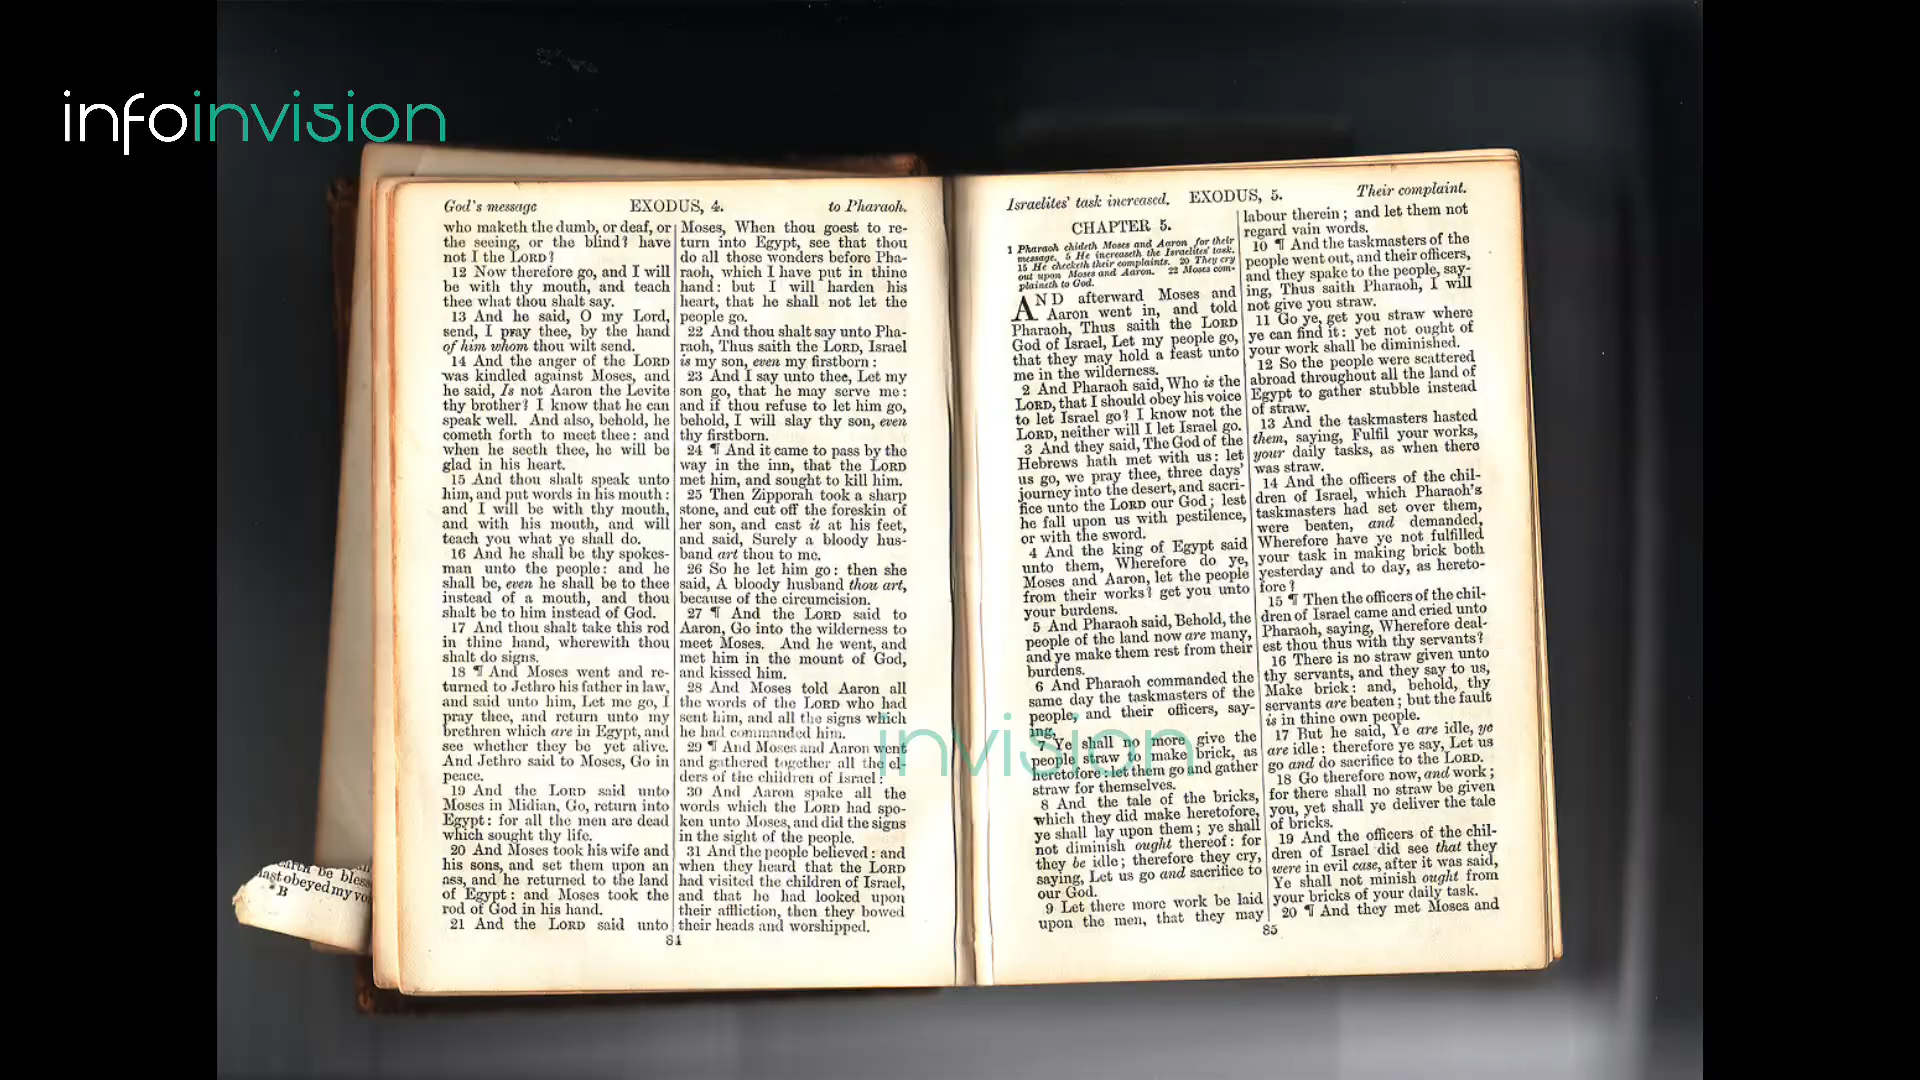 infoinvision
God's message EXODUS, 4. to Pharaoh.
who maketh the dumb, or deaf, or
the seeing, or the blind? have
not I the LORD?
12 Now therefore go, and I will
be with thy mouth, and teach
thee what thou shalt say.
13 And he said, O my Lord,
send, I pray thee, by the hand
of him whom thou wilt send.
14 And the anger of the LORD
was kindled against Moses, and
he said, Is not Aaron the Levite
thy brother? I know that he can
speak well. And also, behold, he
cometh forth to meet thee: and
when he seeth thee, he will be
glad in his heart.
15 And thou shalt speak unto
him, and put words in his mouth:
and I will be with thy mouth,
and with his mouth, and will
teach you what ye shall do.
16 And he shall be thy spokes-
man unto the people: and he
shall be, even he shall be to thee
instead of a mouth, and thou
shalt be to him instead of God.
17 And thou shalt take this rod
in thine hand, wherewith thou
shalt do signs.
18 ¶ And Moses went and re-
turned to Jethro his father in law,
and said unto him, Let me go, I
pray thee, and return unto my
brethren which are in Egypt, and
see whether they be yet alive.
And Jethro said to Moses, Go in
peace.
19 And the LORD said unto
Moses in Midian, Go, return into
Egypt: for all the men are dead
which sought thy life.
20 And Moses took his wife and
his sons, and set them upon an
ass, and he returned to the land
of Egypt: and Moses took the
rod of God in his hand.
21 And the LORD said unto
Moses, When thou goest to re-
turn into Egypt, see that thou
do all those wonders before Pha-
raoh, which I have put in thine
hand: but I will harden his
heart, that he shall not let the
people go.
22 And thou shalt say unto Pha-
raoh, Thus saith the LORD, Israel
is my son, even my firstborn:
23 And I say unto thee, Let my
son go, that he may serve me:
and if thou refuse to let him go,
behold, I will slay thy son, even
thy firstborn.
24 ¶ And it came to pass by the
way in the inn, that the LORD
met him, and sought to kill him.
25 Then Zipporah took a sharp
stone, and cut off the foreskin of
her son, and cast it at his feet,
and said, Surely a bloody hus-
band art thou to me.
26 So he let him go: then she
said, A bloody husband thou art,
because of the circumcision.
27 ¶ And the LORD said to
Aaron, Go into the wilderness to
meet Moses. And he went, and
met him in the mount of God,
and kissed him.
28 And Moses told Aaron all
the words of the LORD who had
sent him, and all the signs which
he had commanded him.
29 ¶ And Moses and Aaron went
and gathered together all the el-
ders of the children of Israel:
30 And Aaron spake all the
words which the LORD had spo-
ken unto Moses, and did the signs
in the sight of the people.
31 And the people believed: and
when they heard that the LORD
had visited the children of Israel,
and that he had looked upon
their affliction, then they bowed
their heads and worshipped.
84
Israelites' task increased. EXODUS, 5. Their complaint.
CHAPTER 5.
1 Pharaoh chideth Moses and Aaron for their
message. 5 He increaseth the Israelites' task.
15 He checketh their complaints. 20 They cry
out upon Moses and Aaron. 22 Moses com-
plaineth to God.
AND afterward Moses and
Aaron went in, and told
Pharaoh, Thus saith the LORD
God of Israel, Let my people go,
that they may hold a feast unto
me in the wilderness.
2 And Pharaoh said, Who is the
LORD, that I should obey his voice
to let Israel go? I know not the
LORD, neither will I let Israel go.
3 And they said, The God of the
Hebrews hath met with us: let
us go, we pray thee, three days'
journey into the desert, and sacri-
fice unto the LORD our God; lest
he fall upon us with pestilence,
or with the sword.
4 And the king of Egypt said
unto them, Wherefore do ye,
Moses and Aaron, let the people
from their works? get you unto
your burdens.
5 And Pharaoh said, Behold, the
people of the land now are many,
and ye make them rest from their
burdens.
6 And Pharaoh commanded the
same day the taskmasters of the
people, and their officers, say-
ing,
7 Ye shall no more give the
people straw to make brick, as
heretofore: let them go and gather
straw for themselves.
8 And the tale of the bricks,
which they did make heretofore,
ye shall lay upon them; ye shall
not diminish ought thereof: for
they be idle; therefore they cry,
saying, Let us go and sacrifice to
our God.
9 Let there more work be laid
upon the men, that they may
labour therein; and let them not
regard vain words.
10 ¶ And the taskmasters of the
people went out, and their officers,
and they spake to the people, say-
ing, Thus saith Pharaoh, I will
not give you straw.
11 Go ye, get you straw where
ye can find it: yet not ought of
your work shall be diminished.
12 So the people were scattered
abroad throughout all the land of
Egypt to gather stubble instead
of straw.
13 And the taskmasters hasted
them, saying, Fulfil your works,
your daily tasks, as when there
was straw.
14 And the officers of the chil-
dren of Israel, which Pharaoh's
taskmasters had set over them,
were beaten, and demanded,
Wherefore have ye not fulfilled
your task in making brick both
yesterday and to day, as hereto-
fore?
15 ¶ Then the officers of the chil-
dren of Israel came and cried unto
Pharaoh, saying, Wherefore deal-
est thou thus with thy servants?
16 There is no straw given unto
thy servants, and they say to us,
Make brick: and, behold, thy
servants are beaten; but the fault
is in thine own people.
17 But he said, Ye are idle, ye
are idle: therefore ye say, Let us
go and do sacrifice to the LORD.
18 Go therefore now, and work;
for there shall no straw be given
you, yet shall ye deliver the tale
of bricks.
19 And the officers of the chil-
dren of Israel did see that they
were in evil case, after it was said,
Ye shall not minish ought from
your bricks of your daily task.
20 ¶ And they met Moses and
85
invision
be bless
hast obeyed my vo
B